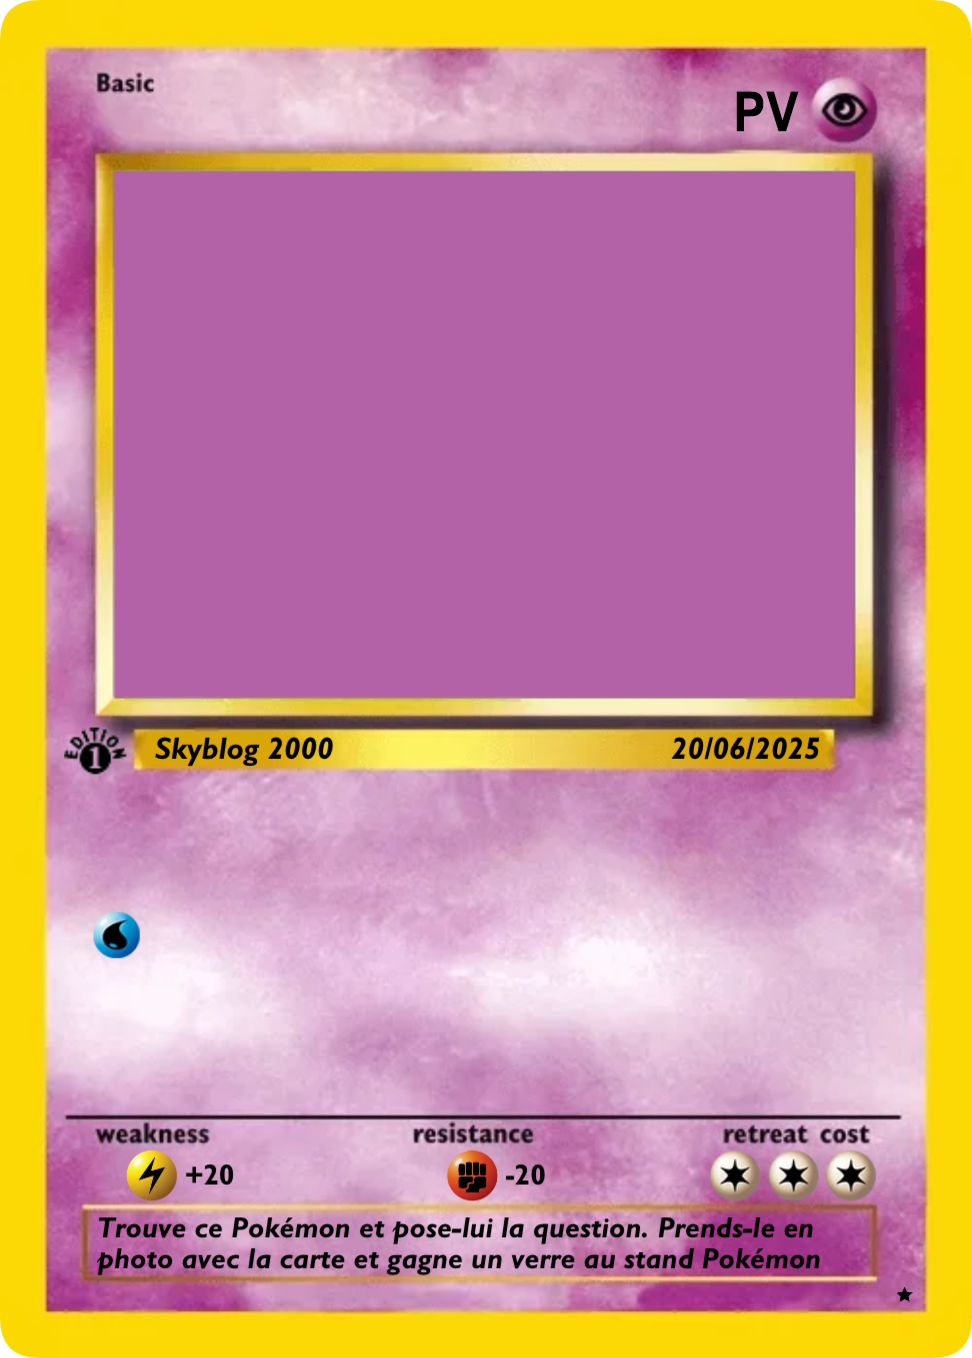 Basic
PV
EDITION
1
Skyblog 2000 20/06/2025
weakness resistance retreat cost
+20 -20
Trouve ce Pokémon et pose-lui la question. Prends-le en
photo avec la carte et gagne un verre au stand Pokémon